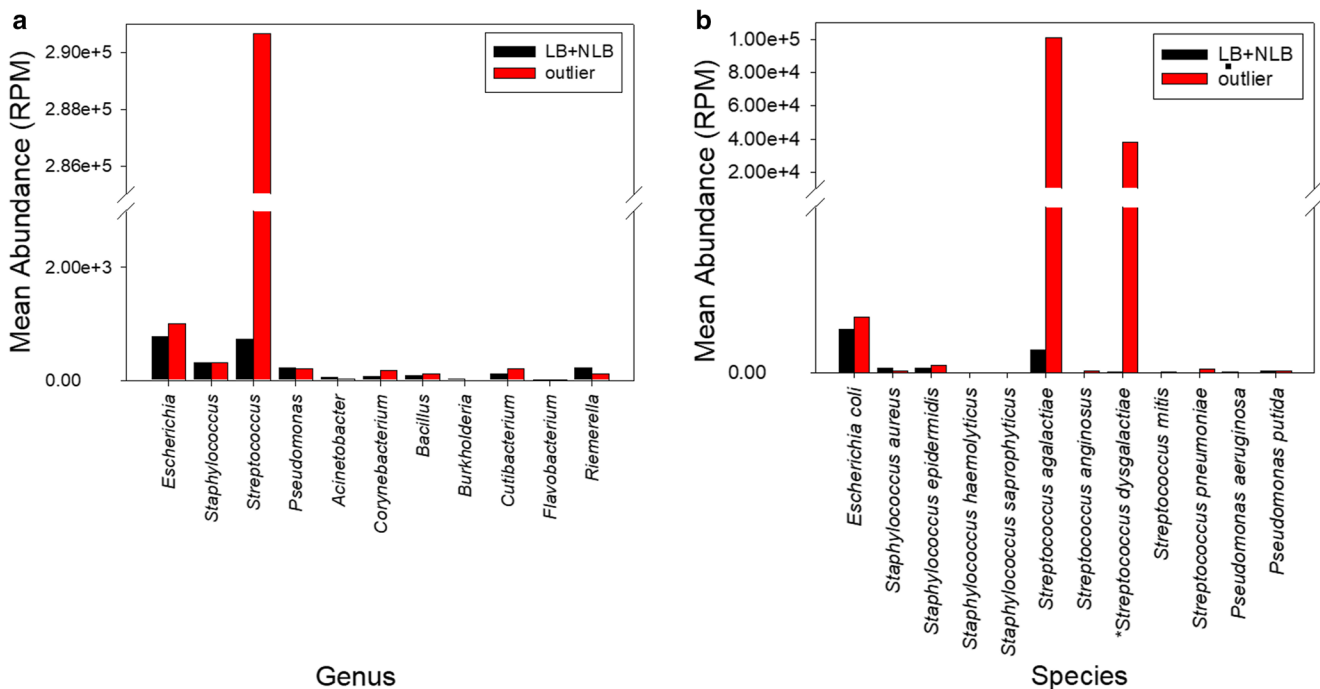 a
Mean Abundance (RPM)
2.90e+5
2.88e+5
2.86e+5
2.00e+3
0.00
LB+NLB
outlier
Escherichia
Staphylococcus
Streptococcus
Pseudomonas
Acinetobacter
Corynebacterium
Bacillus
Burkholderia
Cutibacterium
Flavobacterium
Riemerella
Genus
b
Mean Abundance (RPM)
1.00e+5
8.00e+4
6.00e+4
4.00e+4
2.00e+4
0.00
LB+NLB
outlier
Escherichia coli
Staphylococcus aureus
Staphylococcus epidermidis
Staphylococcus haemolyticus
Staphylococcus saprophyticus
Streptococcus agalactiae
Streptococcus anginosus
*Streptococcus dysgalactiae
Streptococcus mitis
Streptococcus pneumoniae
Pseudomonas aeruginosa
Pseudomonas putida
Species